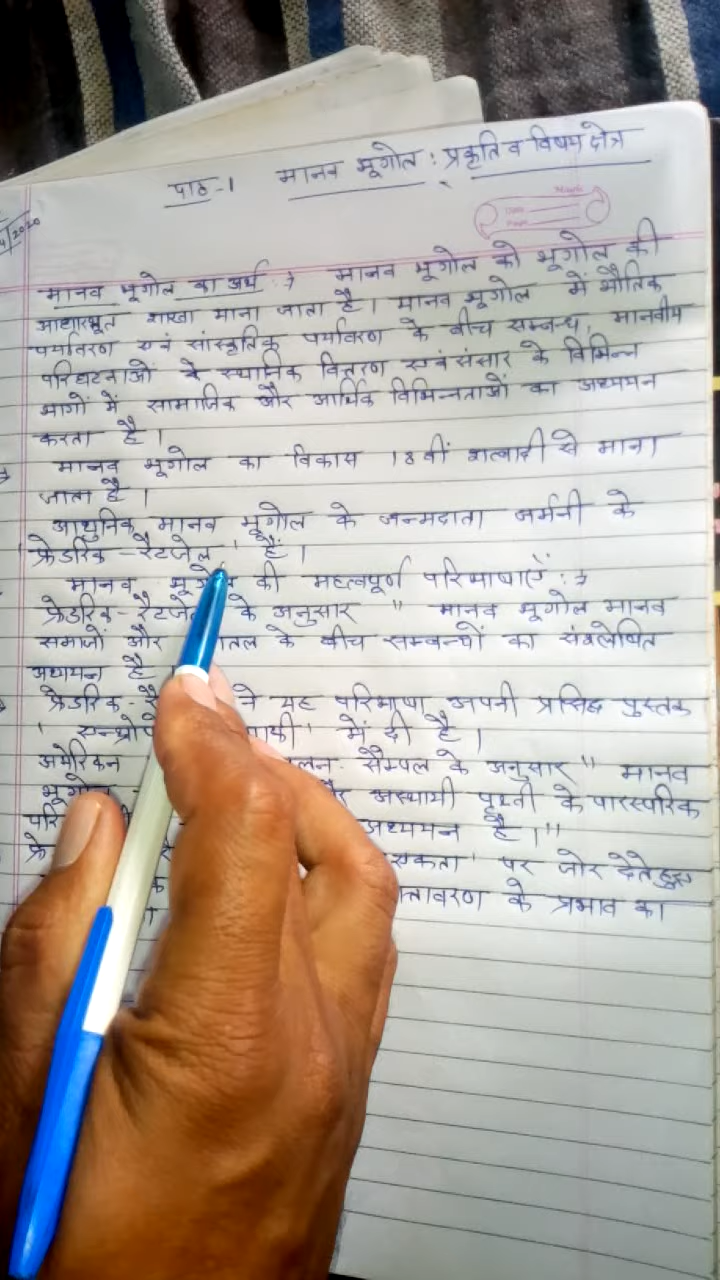 पाठ-1 मानव भूगोल : प्रकृति व विषय क्षेत्र
4/2020
मानव भूगोल का अर्थ :→ मानव भूगोल को भूगोल की
आधारभूत शाखा माना जाता है। मानव भूगोल में भौतिक
पर्यावरण एवं सांस्कृतिक पर्यावरण के बीच सम्बन्ध, मानवीय
परिघटनाओं के स्थानिक वितरण एवं संसार के विभिन्न
भागों में सामाजिक और आर्थिक विभिन्नताओं का अध्ययन
करता है।
मानव भूगोल का विकास 18वीं शत्वादी से माना
जाता है।
आधुनिक मानव भूगोल के जन्मदाता जर्मनी के
'फ्रेडरिक-रैटजेल' हैं।
मानव भूगोल की महत्वपूर्ण परिभाषाएँ :→
फ्रेडरिक-रैटजेल के अनुसार " मानव भूगोल मानव
समाजों और के बीच सम्बन्धों का संश्लेषित
अध्ययन है
फ्रेडरिक- ने यह परिभाषा अपनी प्रसिद्ध पुस्तक
' में दी है।
अमेरिकन सैम्पल के अनुसार " मानव
भूगोल अस्थायी पृथ्वी के पारस्परिक
अध्ययन है।"
पर जोर देते हुए
के प्रभाव का